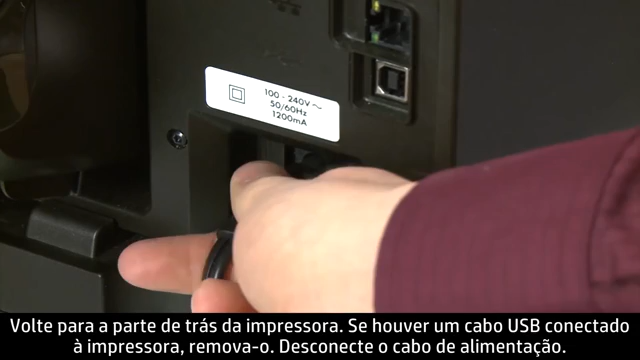 100 - 240V ~
50/60Hz
1200mA
Volte para a parte de trás da impressora. Se houver um cabo USB conectado
à impressora, remova-o. Desconecte o cabo de alimentação.